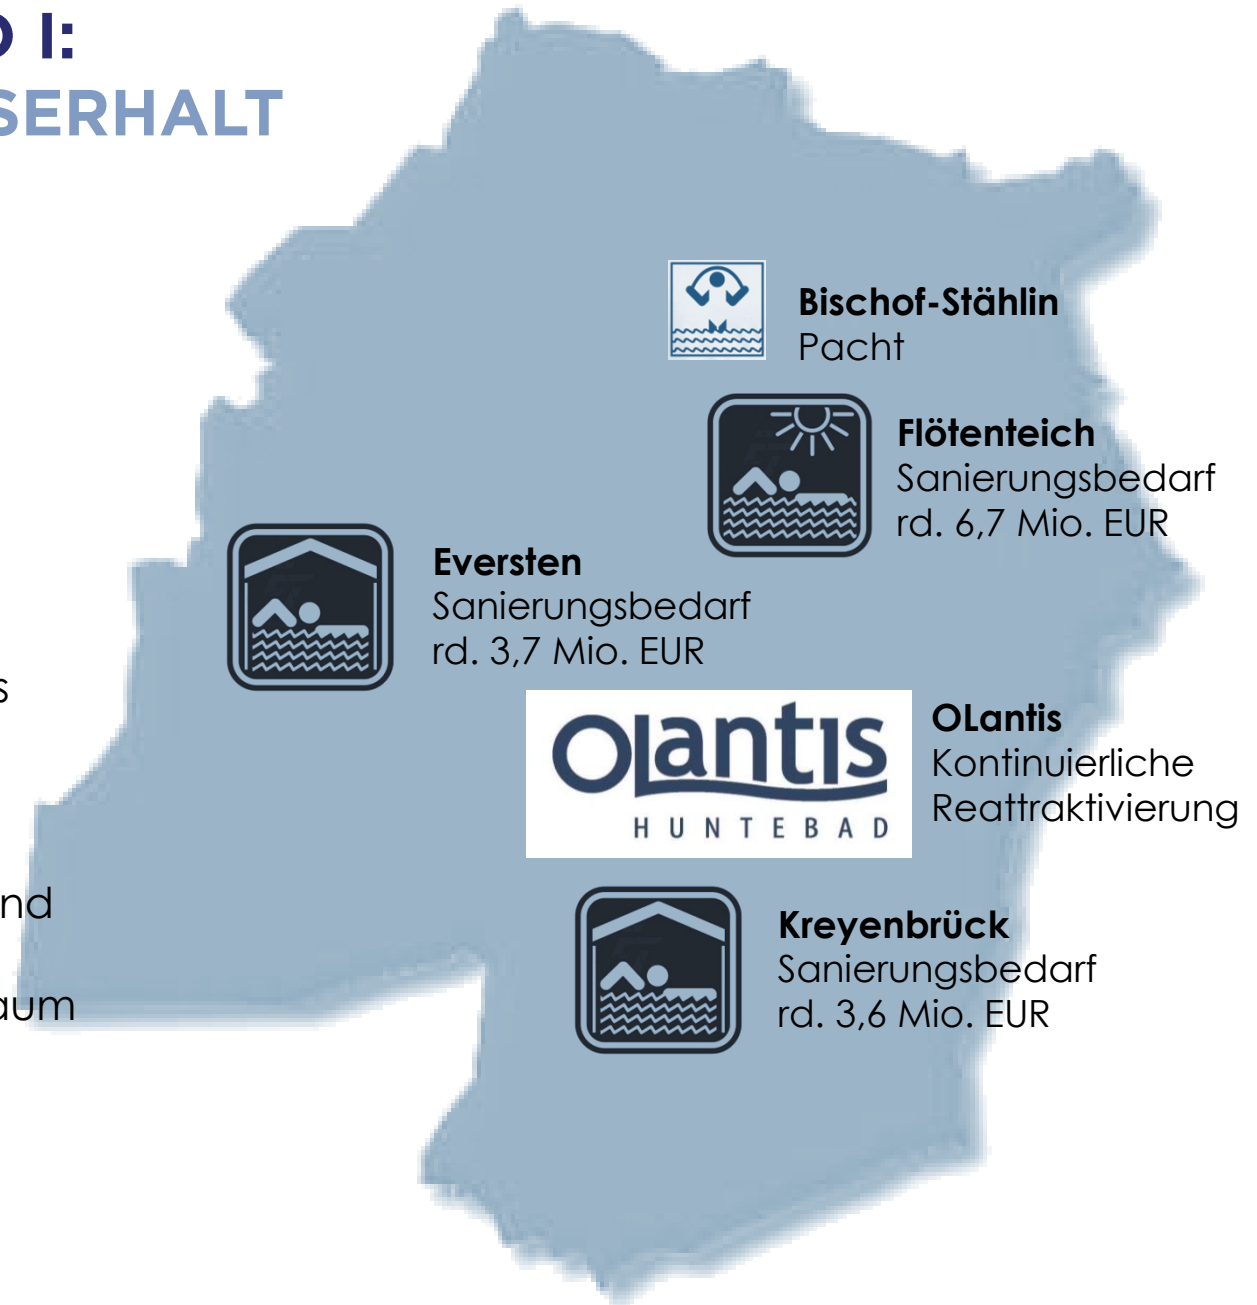 I:
SERHALT
Bischof-Stählin
Pacht
Flötenteich
Sanierungsbedarf
rd. 6,7 Mio. EUR
Eversten
Sanierungsbedarf
rd. 3,7 Mio. EUR
s
OLantis
HUNTEBAD
OLantis
Kontinuierliche
Reattraktivierung
nd
aum
Kreyenbrück
Sanierungsbedarf
rd. 3,6 Mio. EUR